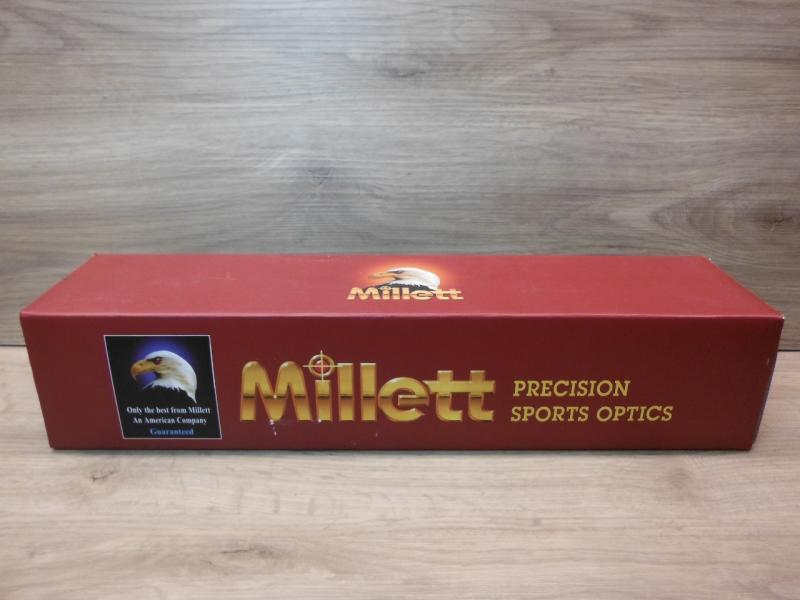 Millett
Only the best from Millett
An American Company
Guaranteed
Millett
PRECISION
SPORTS OPTICS